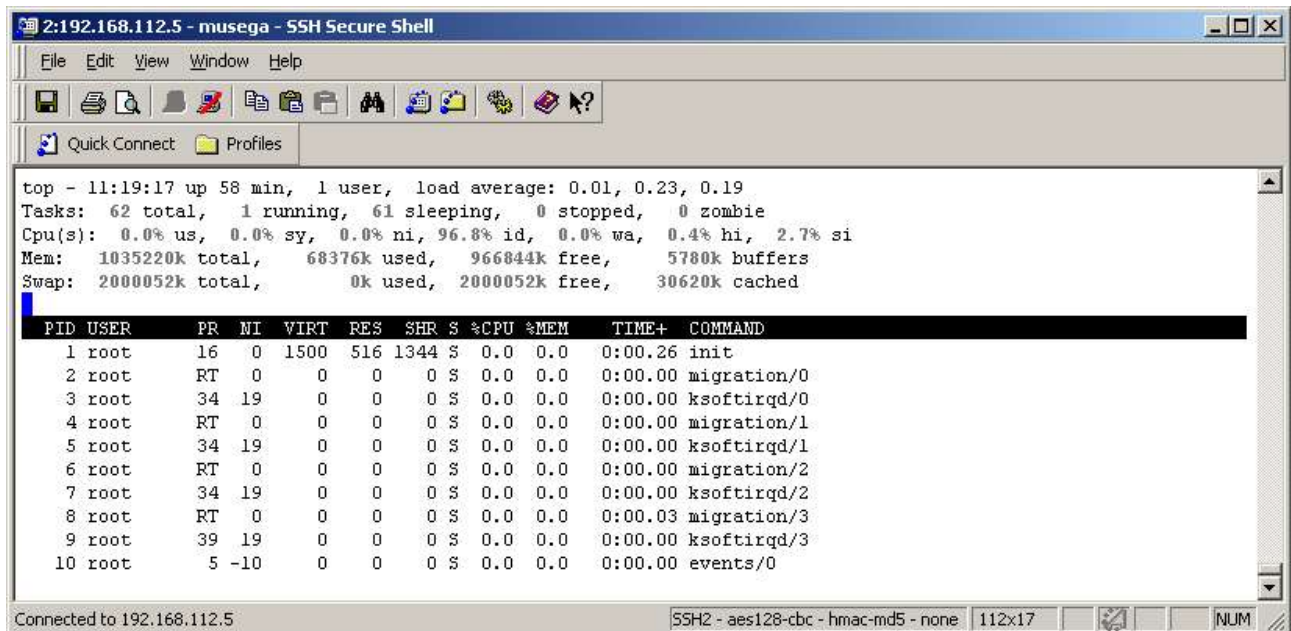 2:192.168.112.5 - musega - SSH Secure Shell
File Edit View Window Help
Quick Connect Profiles
top - 11:19:17 up 58 min, 1 user, load average: 0.01, 0.23, 0.19
Tasks: 62 total, 1 running, 61 sleeping, 0 stopped, 0 zombie
Cpu(s): 0.0% us, 0.0% sy, 0.0% ni, 96.8% id, 0.0% wa, 0.4% hi, 2.7% si
Mem: 1035220k total, 68376k used, 966844k free, 5780k buffers
Swap: 2000052k total, 0k used, 2000052k free, 30620k cached
PID USER PR NI VIRT RES SHR S %CPU %MEM TIME+ COMMAND
1 root 16 0 1500 516 1344 S 0.0 0.0 0:00.26 init
2 root RT 0 0 0 0 S 0.0 0.0 0:00.00 migration/0
3 root 34 19 0 0 0 S 0.0 0.0 0:00.00 ksoftirqd/0
4 root RT 0 0 0 0 S 0.0 0.0 0:00.00 migration/1
5 root 34 19 0 0 0 S 0.0 0.0 0:00.00 ksoftirqd/1
6 root RT 0 0 0 0 S 0.0 0.0 0:00.00 migration/2
7 root 34 19 0 0 0 S 0.0 0.0 0:00.00 ksoftirqd/2
8 root RT 0 0 0 0 S 0.0 0.0 0:00.03 migration/3
9 root 39 19 0 0 0 S 0.0 0.0 0:00.00 ksoftirqd/3
10 root 5 -10 0 0 0 S 0.0 0.0 0:00.00 events/0
Connected to 192.168.112.5 SSH2 - aes128-cbc - hmac-md5 - none 112x17 NUM